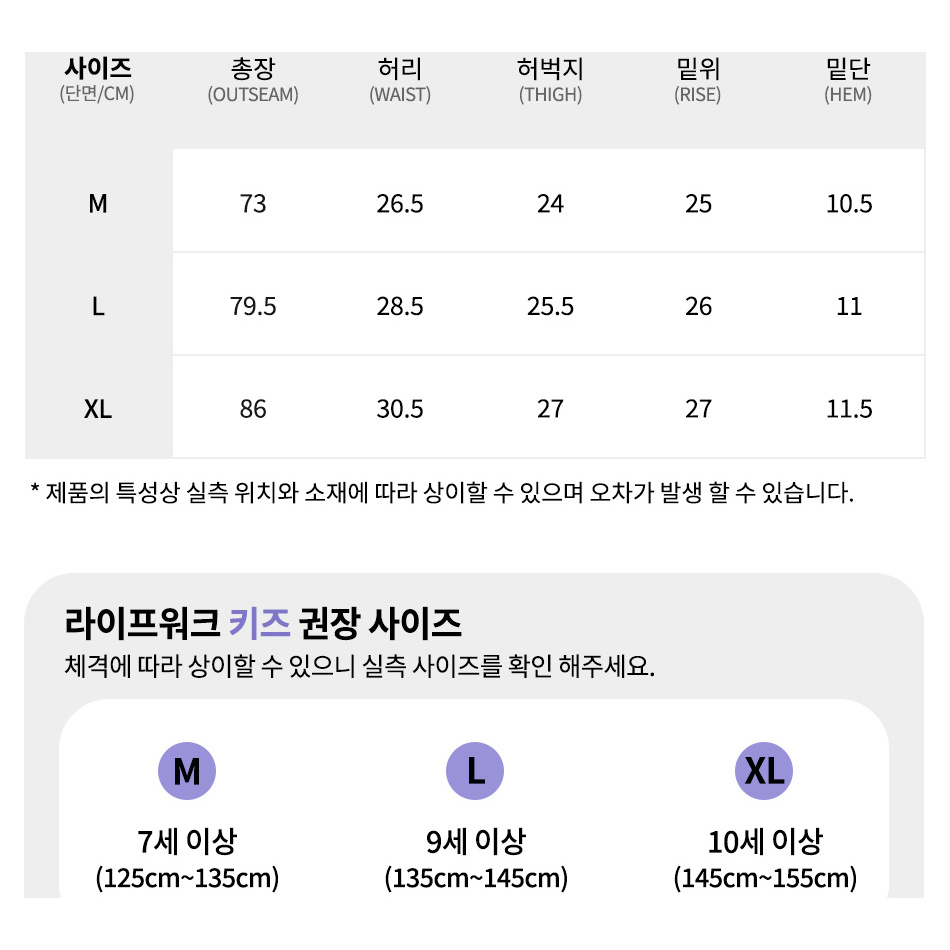 사이즈 총장 허리 허벅지 밑위 밑단
(단면/CM) (OUTSEAM) (WAIST) (THIGH) (RISE) (HEM)
M 73 26.5 24 25 10.5
L 79.5 28.5 25.5 26 11
XL 86 30.5 27 27 11.5
* 제품의 특성상 실측 위치와 소재에 따라 상이할 수 있으며 오차가 발생 할 수 있습니다.
라이프워크 키즈 권장 사이즈
체격에 따라 상이할 수 있으니 실측 사이즈를 확인 해주세요.
M L XL
7세 이상 9세 이상 10세 이상
(125cm~135cm) (135cm~145cm) (145cm~155cm)